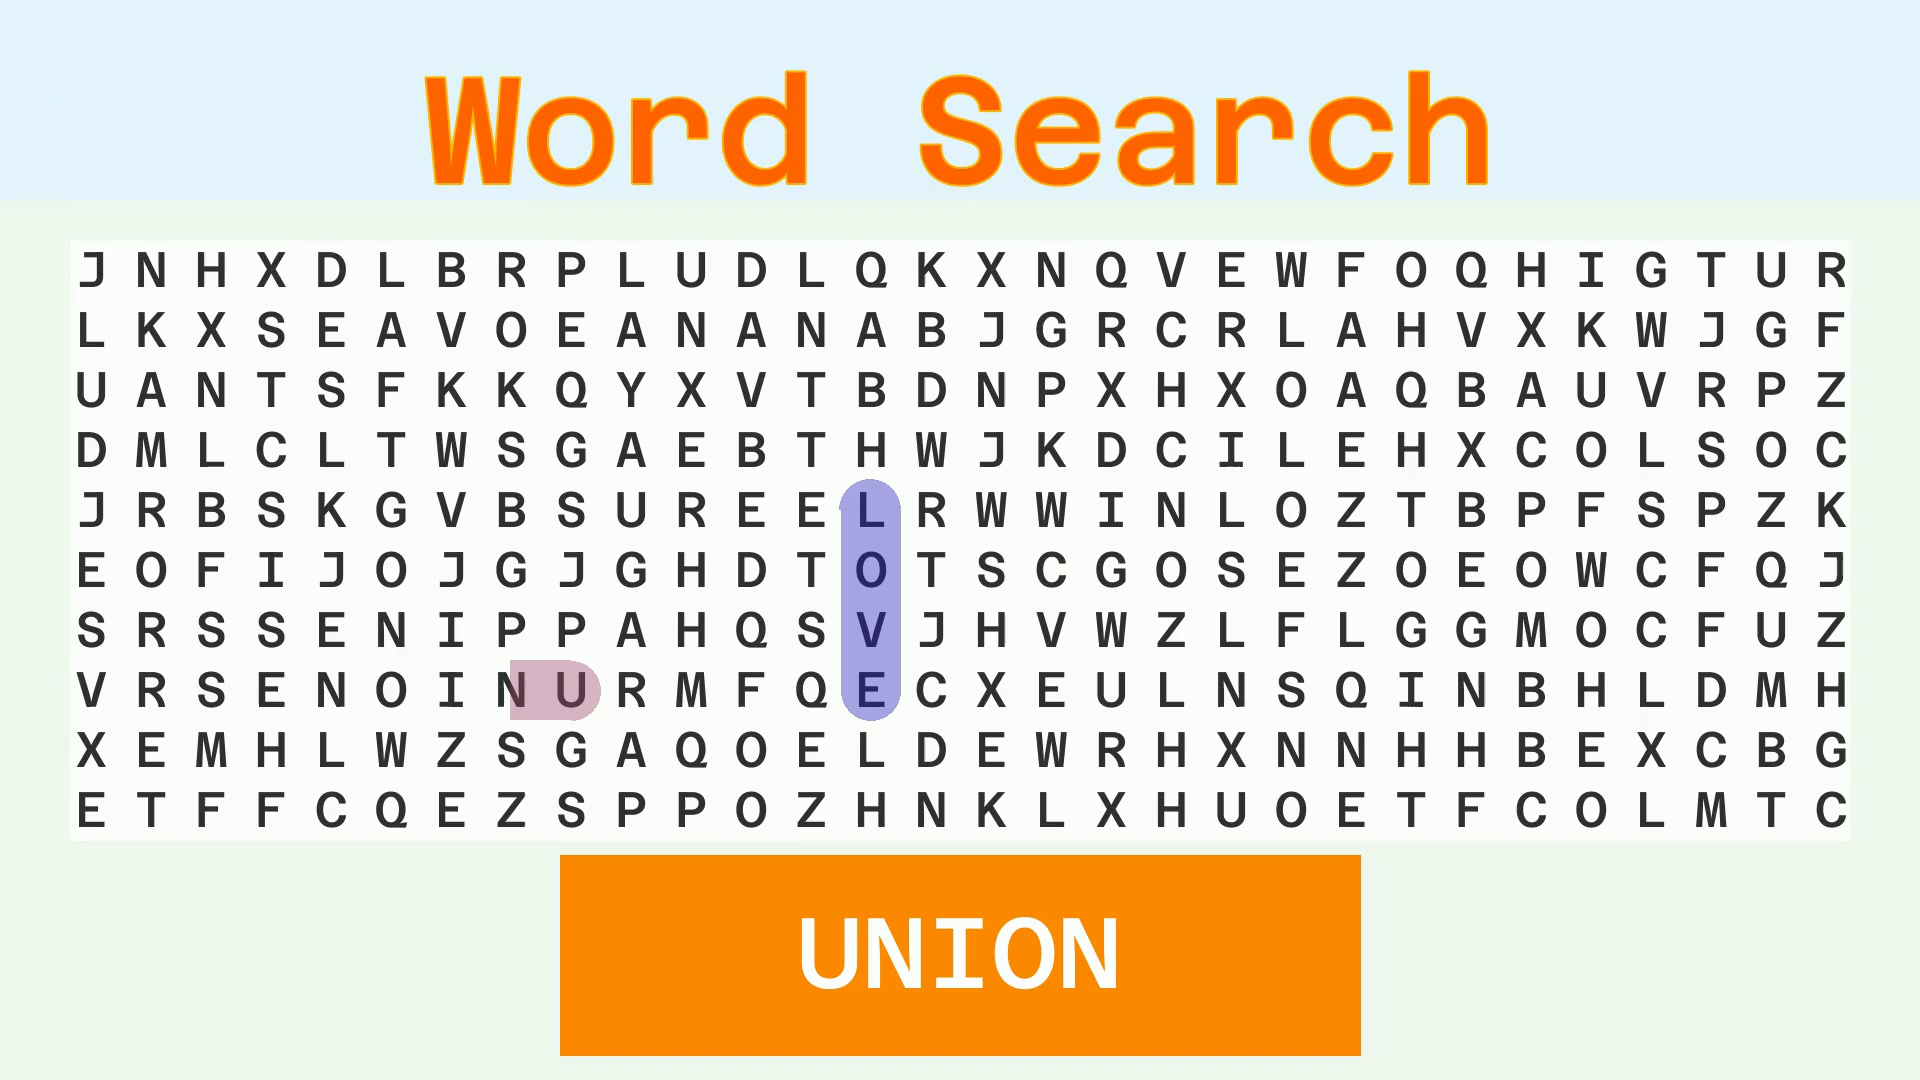 Word Search
J N H X D L B R P L U D L Q K X N Q V E W F O Q H I G T U R
L K X S E A V O E A N A N A B J G R C R L A H V X K W J G F
U A N T S F K K Q Y X V T B D N P X H X O A Q B A U V R P Z
D M L C L T W S G A E B T H W J K D C I L E H X C O L S O C
J R B S K G V B S U R E E L R W W I N L O Z T B P F S P Z K
E O F I J O J G J G H D T O T S C G O S E Z O E O W C F Q J
S R S S E N I P P A H Q S V J H V W Z L F L G G M O C F U Z
V R S E N O I N U R M F Q E C X E U L N S Q I N B H L D M H
X E M H L W Z S G A Q O E L D E W R H X N N H H B E X C B G
E T F F C Q E Z S P P O Z H N K L X H U O E T F C O L M T C
UNION